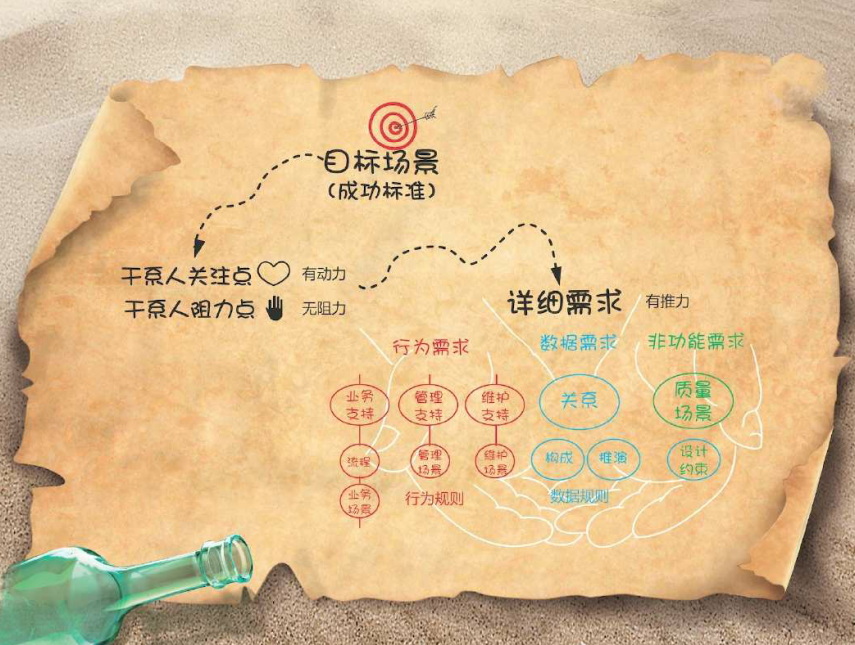 目标场景
(成功标准)
干系人关注点 有动力
干系人阻力点 无阻力
详细需求 有推力
行为需求 数据需求 非功能需求
业务
支持
管理
支持
维护
支持
关系
质量
场景
流程
管理
场景
维护
场景
构成
推演
设计
约束
业务
场景
行为规则
数据规则